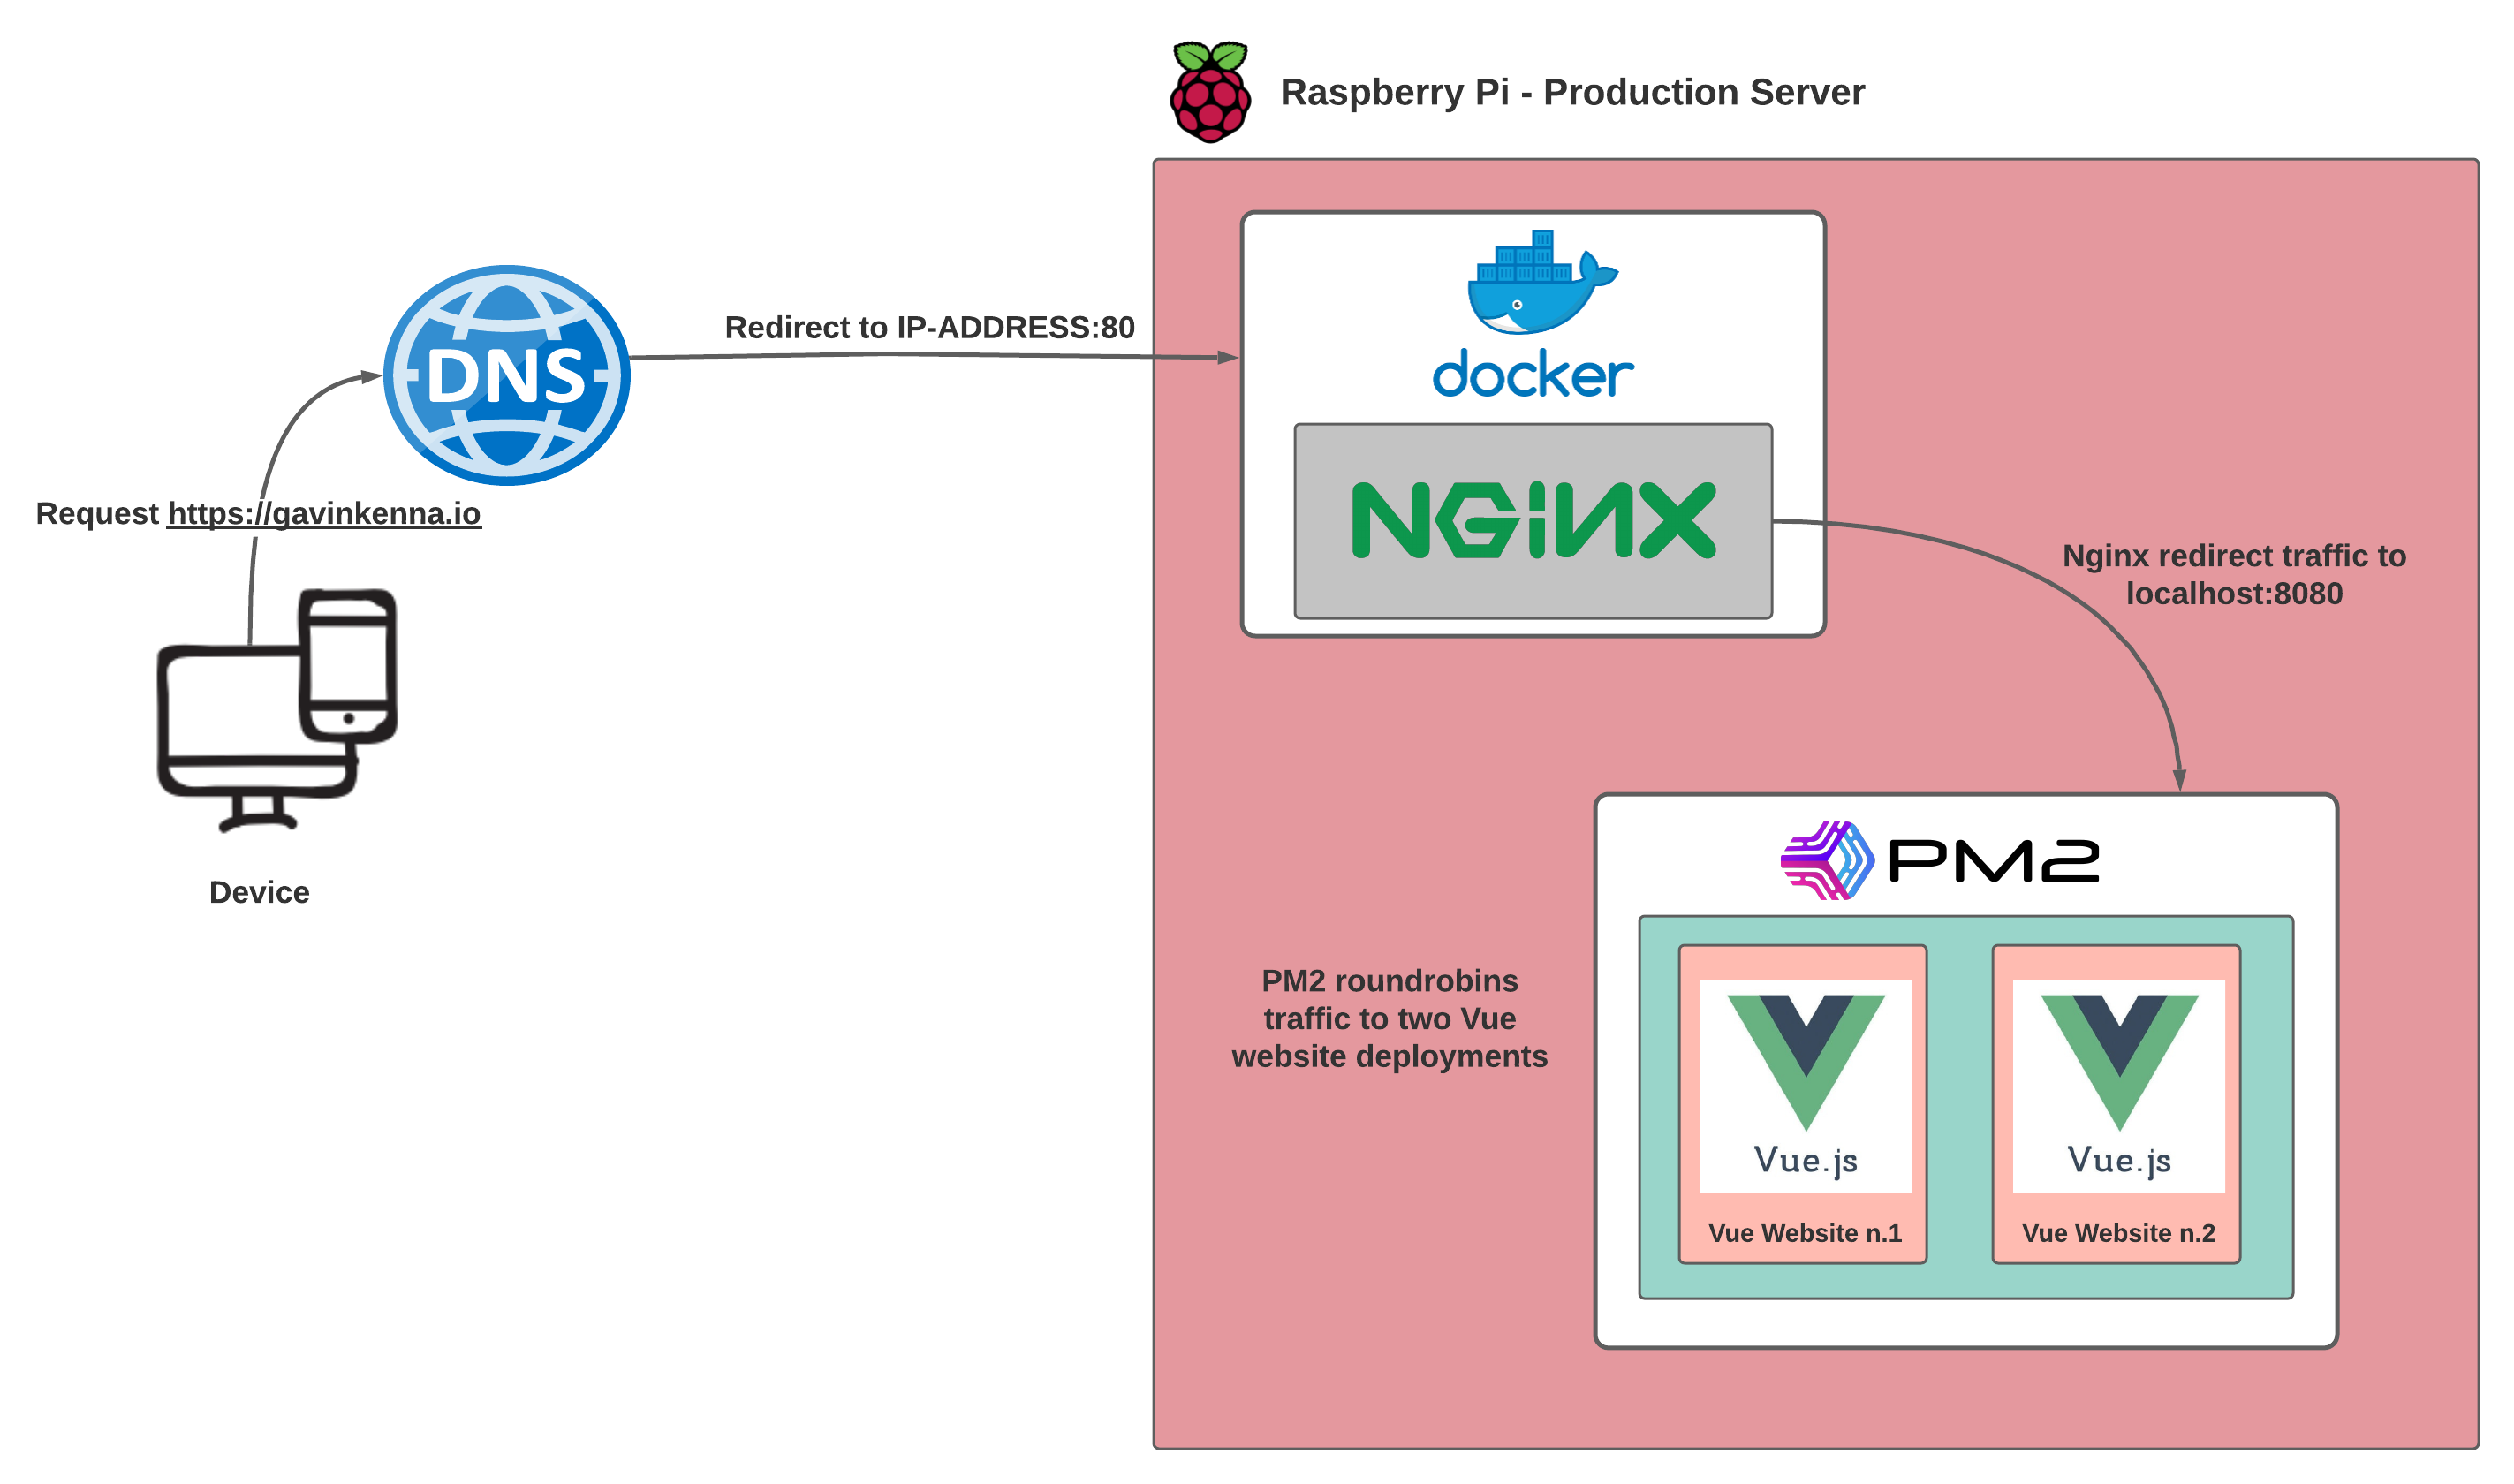 Raspberry Pi - Production Server
docker
Redirect to IP-ADDRESS:80
DNS
NGINX
Request https://gavinkenna.io
Nginx redirect traffic to
localhost:8080
Device
PM2
PM2 roundrobins
traffic to two Vue
website deployments
Vue.js
Vue Website n.1
Vue.js
Vue Website n.2